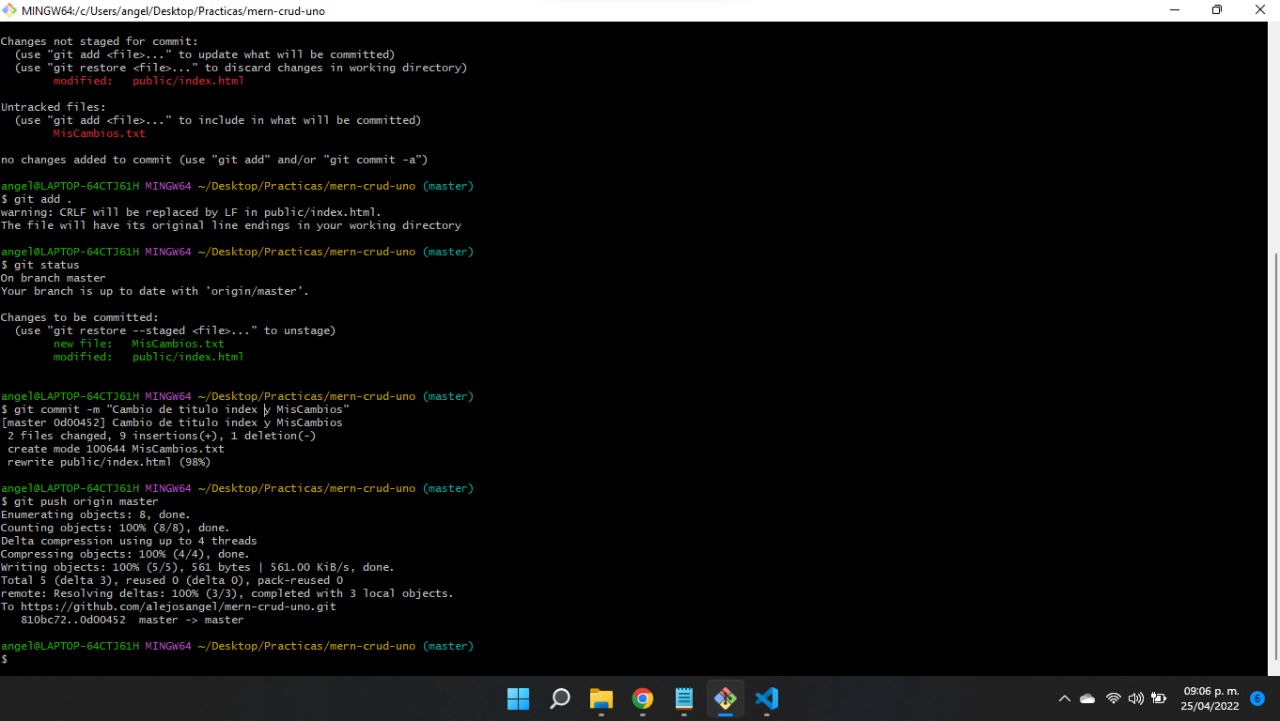 MINGW64:/c/Users/angel/Desktop/Practicas/mern-crud-uno
Changes not staged for commit:
(use "git add <file>..." to update what will be committed)
(use "git restore <file>..." to discard changes in working directory)
modified: public/index.html
Untracked files:
(use "git add <file>..." to include in what will be committed)
MisCambios.txt
no changes added to commit (use "git add" and/or "git commit -a")
angel@LAPTOP-64CTJ61H MINGW64 ~/Desktop/Practicas/mern-crud-uno (master)
$ git add .
warning: CRLF will be replaced by LF in public/index.html.
The file will have its original line endings in your working directory
angel@LAPTOP-64CTJ61H MINGW64 ~/Desktop/Practicas/mern-crud-uno (master)
$ git status
On branch master
Your branch is up to date with 'origin/master'.
Changes to be committed:
(use "git restore --staged <file>..." to unstage)
new file: MisCambios.txt
modified: public/index.html
angel@LAPTOP-64CTJ61H MINGW64 ~/Desktop/Practicas/mern-crud-uno (master)
$ git commit -m "Cambio de titulo index y MisCambios"
[master 0d00452] Cambio de titulo index y MisCambios
2 files changed, 9 insertions(+), 1 deletion(-)
create mode 100644 MisCambios.txt
rewrite public/index.html (98%)
angel@LAPTOP-64CTJ61H MINGW64 ~/Desktop/Practicas/mern-crud-uno (master)
$ git push origin master
Enumerating objects: 8, done.
Counting objects: 100% (8/8), done.
Delta compression using up to 4 threads
Compressing objects: 100% (4/4), done.
Writing objects: 100% (5/5), 561 bytes | 561.00 KiB/s, done.
Total 5 (delta 3), reused 0 (delta 0), pack-reused 0
remote: Resolving deltas: 100% (3/3), completed with 3 local objects.
To https://github.com/alejosangel/mern-crud-uno.git
810bc72..0d00452 master -> master
angel@LAPTOP-64CTJ61H MINGW64 ~/Desktop/Practicas/mern-crud-uno (master)
$
09:06 p. m.
25/04/2022
6